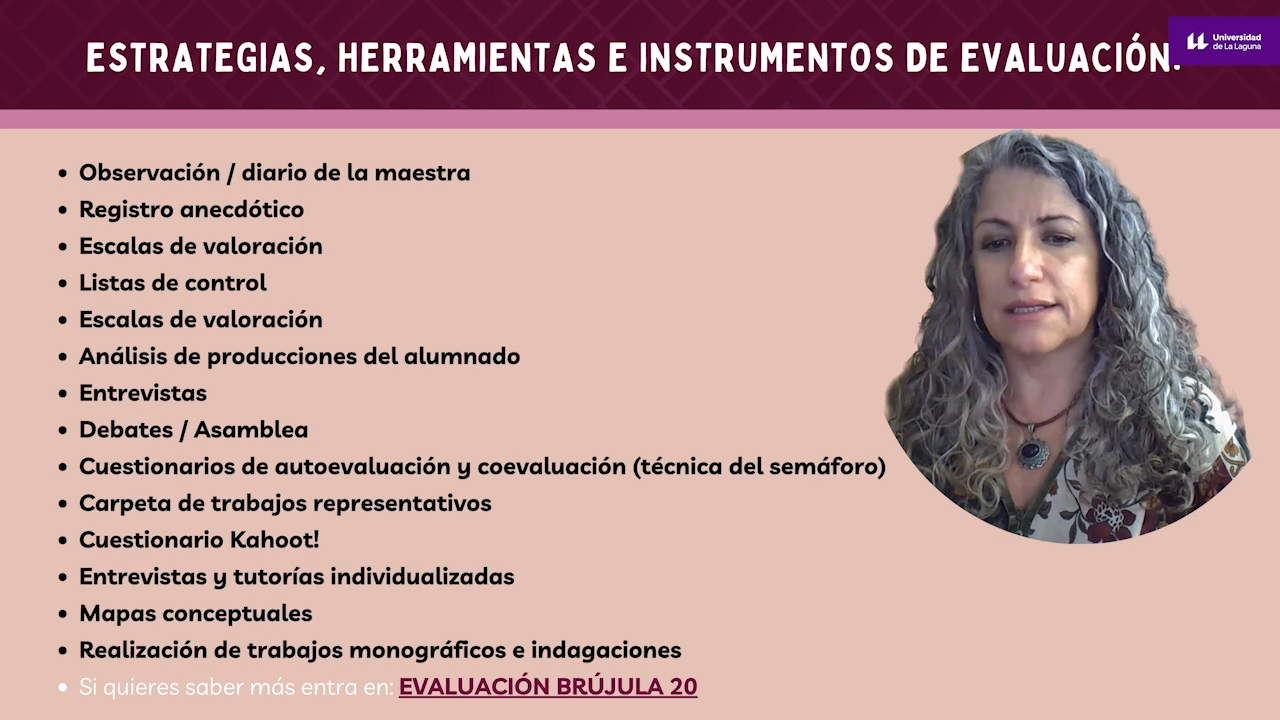 ESTRATEGIAS, HERRAMIENTAS E INSTRUMENTOS DE EVALUACIÓN.
Universidad
de La Laguna
• Observación / diario de la maestra
• Registro anecdótico
• Escalas de valoración
• Listas de control
• Escalas de valoración
• Análisis de producciones del alumnado
• Entrevistas
• Debates / Asamblea
• Cuestionarios de autoevaluación y coevaluación (técnica del semáforo)
• Carpeta de trabajos representativos
• Cuestionario Kahoot!
• Entrevistas y tutorías individualizadas
• Mapas conceptuales
• Realización de trabajos monográficos e indagaciones
• Si quieres saber más entra en: EVALUACIÓN BRÚJULA 20